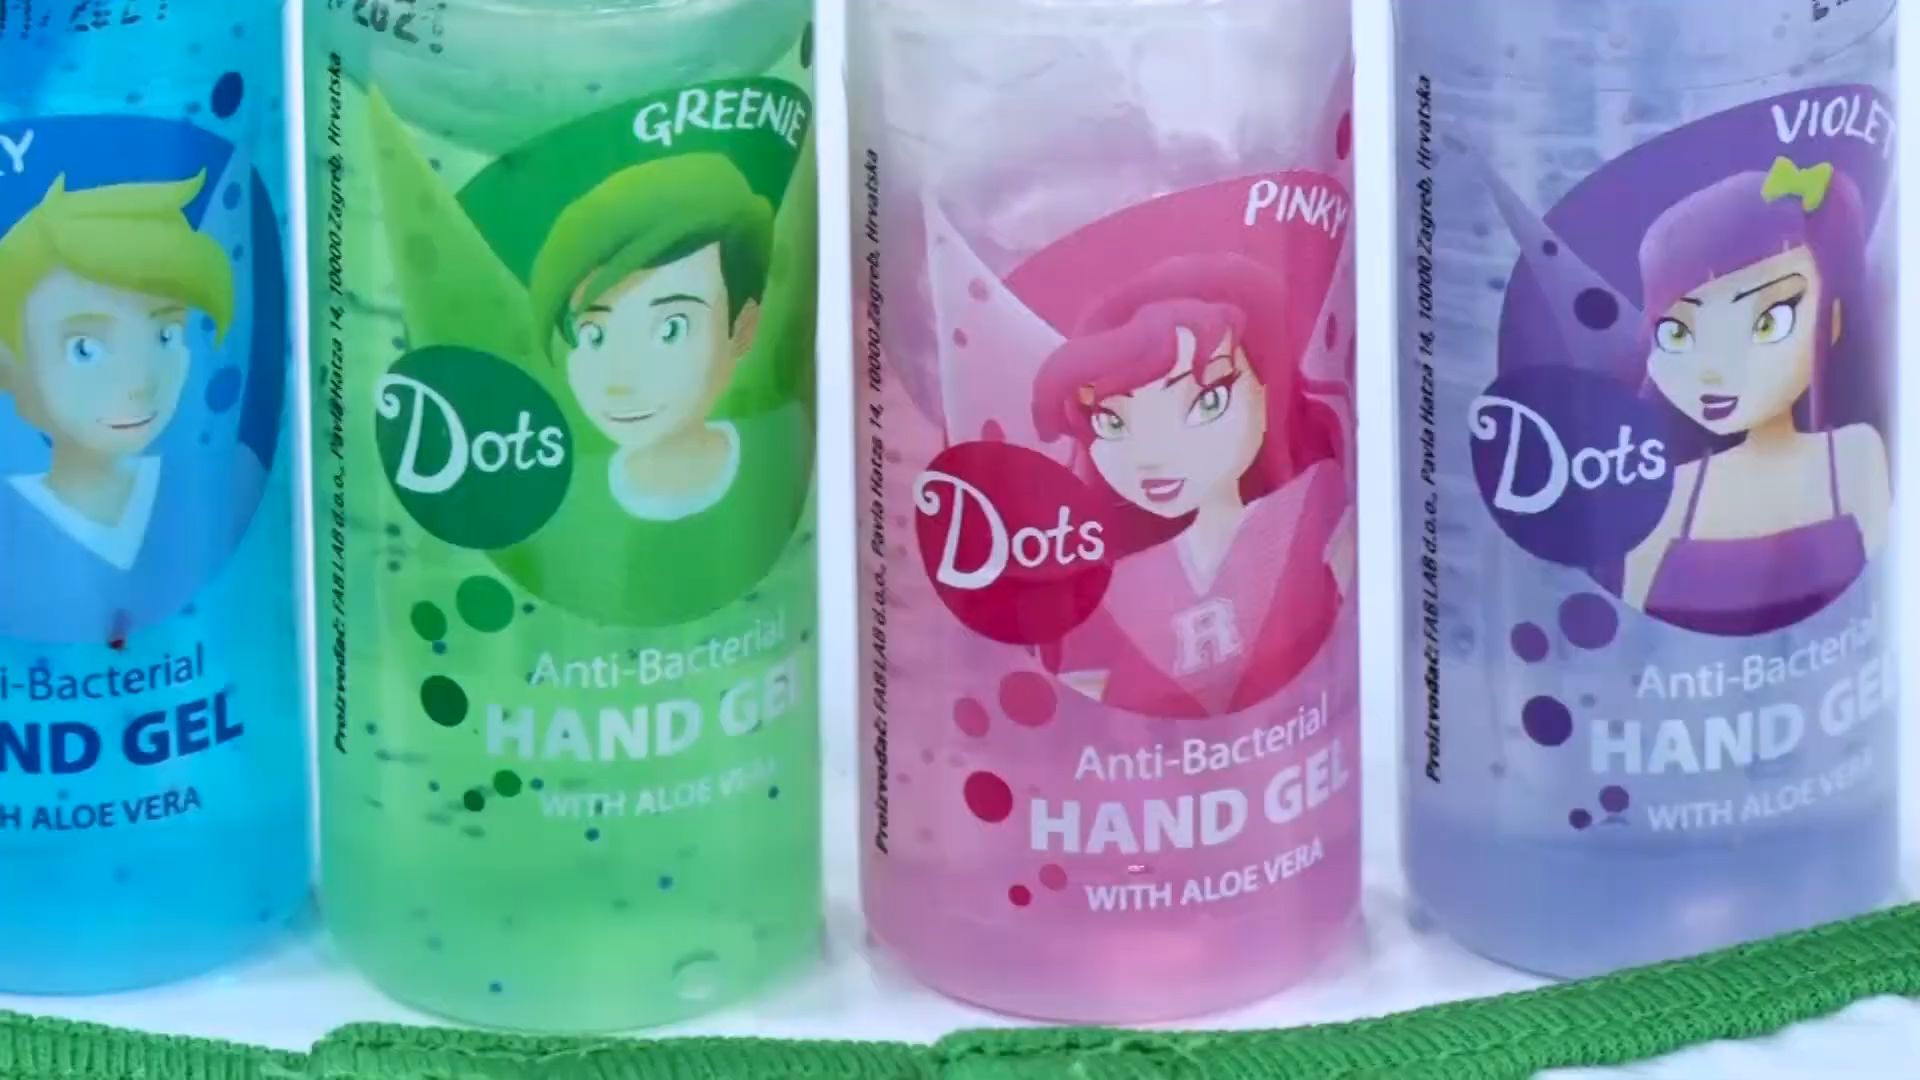 Y
i-Bacterial
ND GEL
H ALOE VERA
Proizvođač: FAB LAB d.o.o., Pavla Hatza 14, 10000 Zagreb, Hrvatska
GREENIE
Dots
Anti-Bacterial
HAND GEL
WITH ALOE VERA
Proizvođač: FAB LAB d.o.o., Pavla Hatza 14, 10000 Zagreb, Hrvatska
PINKY
Dots
R
Anti-Bacterial
HAND GEL
WITH ALOE VERA
Proizvođač: FAB LAB d.o.o., Pavla Hatza 14, 10000 Zagreb, Hrvatska
VIOLET
Dots
Anti-Bacterial
HAND GEL
WITH ALOE VERA